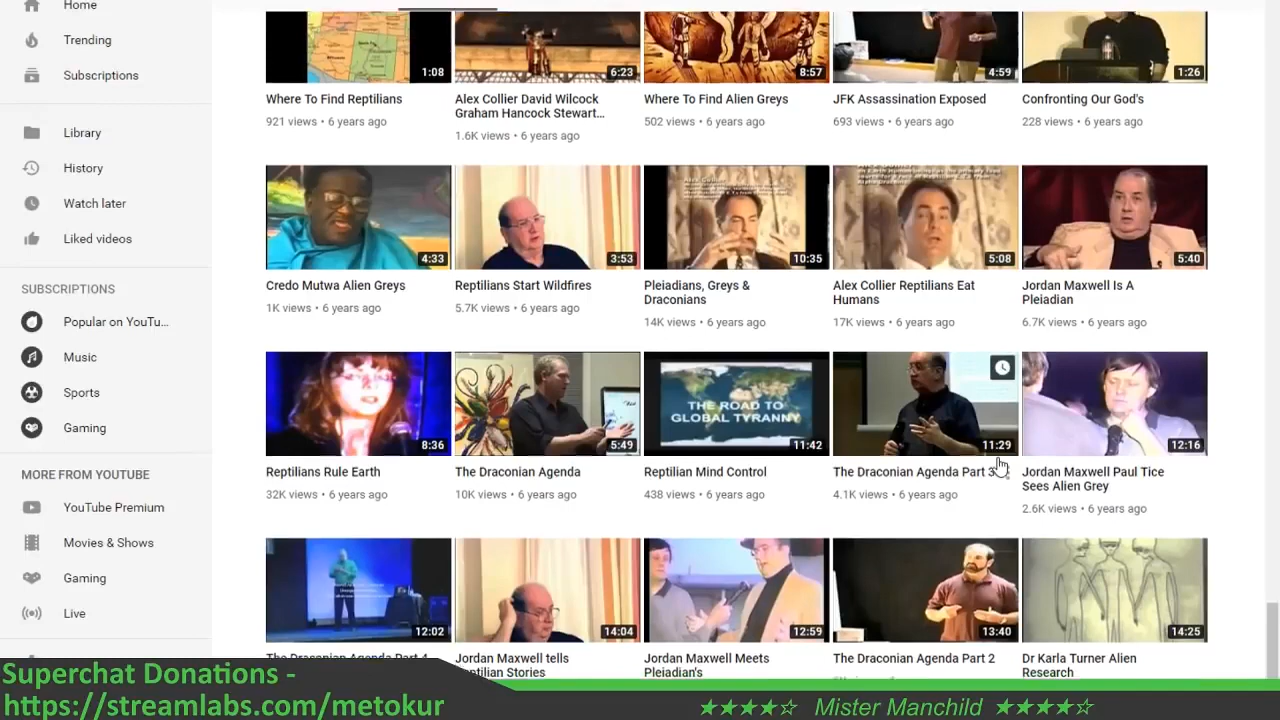 Home
Trending
Subscriptions
Library
History
Watch later
Liked videos
SUBSCRIPTIONS
Popular on YouTu...
Music
Sports
Gaming
MORE FROM YOUTUBE
YouTube Premium
Movies & Shows
Gaming
Live
1:08
6:23
8:57
4:59
1:26
Where To Find Reptilians
921 views • 6 years ago
Alex Collier David Wilcock
Graham Hancock Stewart...
1.6K views • 6 years ago
Where To Find Alien Greys
502 views • 6 years ago
JFK Assassination Exposed
693 views • 6 years ago
Confronting Our God's
228 views • 6 years ago
4:33
3:53
10:35
5:08
5:40
Credo Mutwa Alien Greys
1K views • 6 years ago
Reptilians Start Wildfires
5.7K views • 6 years ago
Pleiadians, Greys &
Draconians
14K views • 6 years ago
Alex Collier Reptilians Eat
Humans
17K views • 6 years ago
Jordan Maxwell Is A
Pleiadian
6.7K views • 6 years ago
THE ROAD TO
GLOBAL TYRANNY
8:36
5:49
11:42
11:29
12:16
Reptilians Rule Earth
32K views • 6 years ago
The Draconian Agenda
10K views • 6 years ago
Reptilian Mind Control
438 views • 6 years ago
The Draconian Agenda Part 3
4.1K views • 6 years ago
Jordan Maxwell Paul Tice
Sees Alien Grey
2.6K views • 6 years ago
12:02
14:04
12:59
13:40
14:25
The Draconian Agenda Part 4
Jordan Maxwell tells
Reptilian Stories
Jordan Maxwell Meets
Pleiadian's
The Draconian Agenda Part 2
Dr Karla Turner Alien
Research
Superchat Donations -
https://streamlabs.com/metokur
★★★★☆ Mister Manchild ★★★★☆